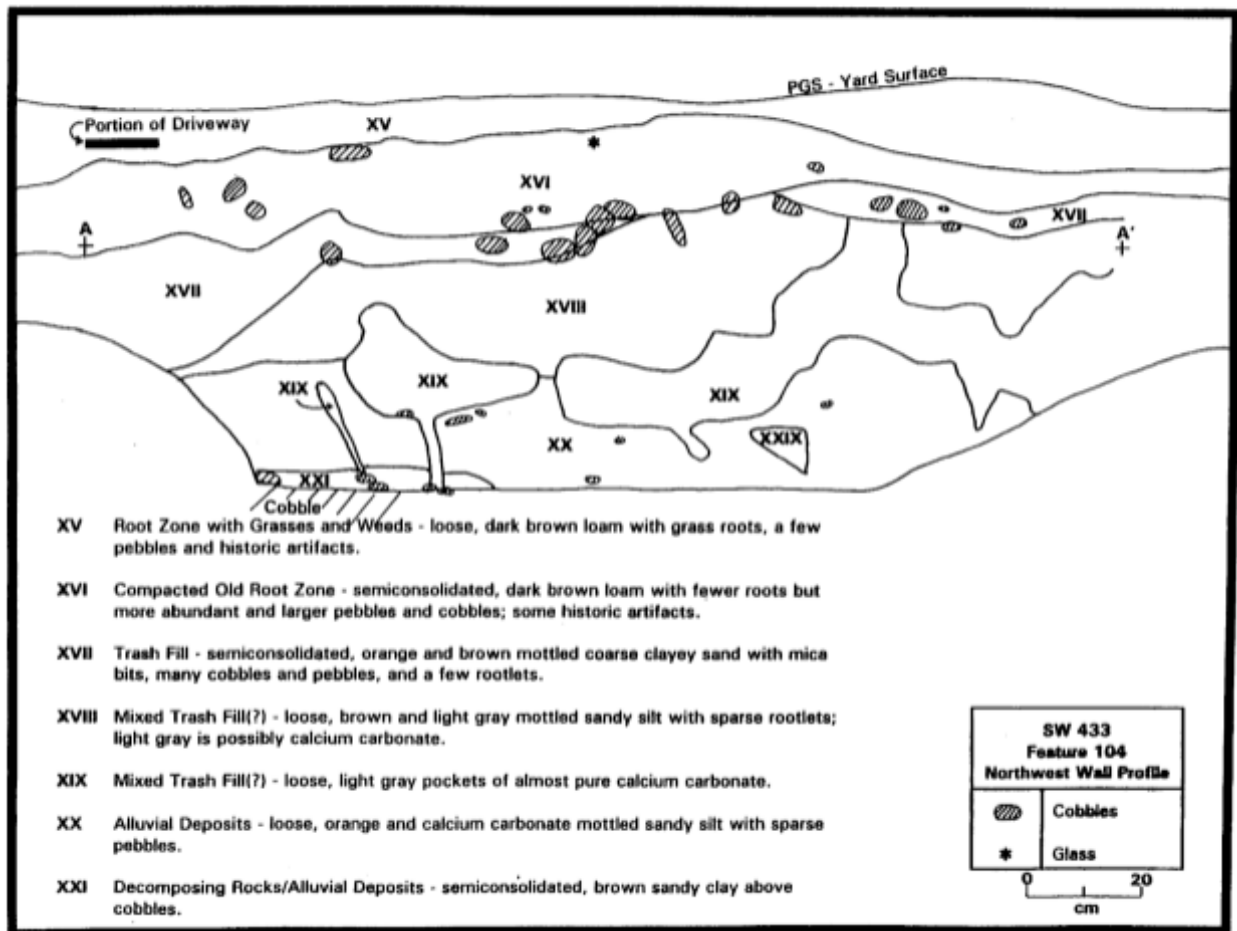 PGS - Yard Surface
Portion of Driveway
XV
XVI
A
XVII
A'
XVII
XVIII
XIX
XIX
XIX
XX
XXIX
XXI
Cobble
XV Root Zone with Grasses and Weeds - loose, dark brown loam with grass roots, a few
pebbles and historic artifacts.
XVI Compacted Old Root Zone - semiconsolidated, dark brown loam with fewer roots but
more abundant and larger pebbles and cobbles; some historic artifacts.
XVII Trash Fill - semiconsolidated, orange and brown mottled coarse clayey sand with mica
bits, many cobbles and pebbles, and a few rootlets.
XVIII Mixed Trash Fill(?) - loose, brown and light gray mottled sandy silt with sparse rootlets;
light gray is possibly calcium carbonate.
XIX Mixed Trash Fill(?) - loose, light gray pockets of almost pure calcium carbonate.
XX Alluvial Deposits - loose, orange and calcium carbonate mottled sandy silt with sparse
pebbles.
XXI Decomposing Rocks/Alluvial Deposits - semiconsolidated, brown sandy clay above
cobbles.
SW 433
Feature 104
Northwest Wall Profile
Cobbles
* Glass
0 20
cm